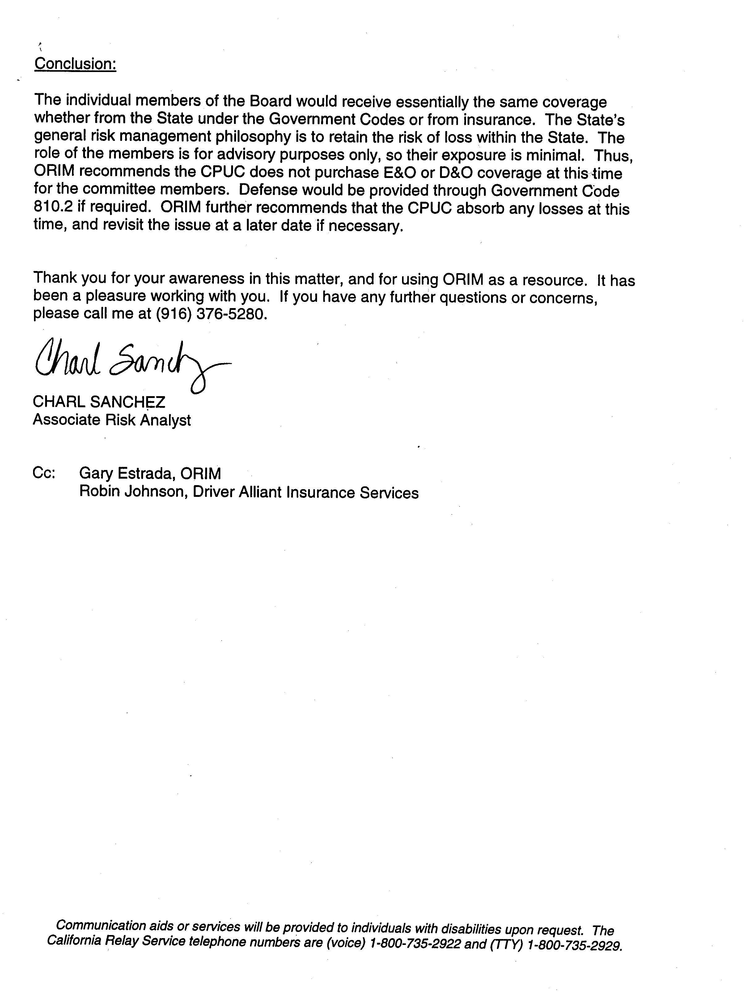 Conclusion:
The individual members of the Board would receive essentially the same coverage
whether from the State under the Government Codes or from insurance. The State's
general risk management philosophy is to retain the risk of loss within the State. The
role of the members is for advisory purposes only, so their exposure is minimal. Thus,
ORIM recommends the CPUC does not purchase E&O or D&O coverage at this time
for the committee members. Defense would be provided through Government Code
810.2 if required. ORIM further recommends that the CPUC absorb any losses at this
time, and revisit the issue at a later date if necessary.
Thank you for your awareness in this matter, and for using ORIM as a resource. It has
been a pleasure working with you. If you have any further questions or concerns,
please call me at (916) 376-5280.
Charl Sanchz
CHARL SANCHEZ
Associate Risk Analyst
Cc: Gary Estrada, ORIM
Robin Johnson, Driver Alliant Insurance Services
Communication aids or services will be provided to individuals with disabilities upon request. The
California Relay Service telephone numbers are (voice) 1-800-735-2922 and (TTY) 1-800-735-2929.